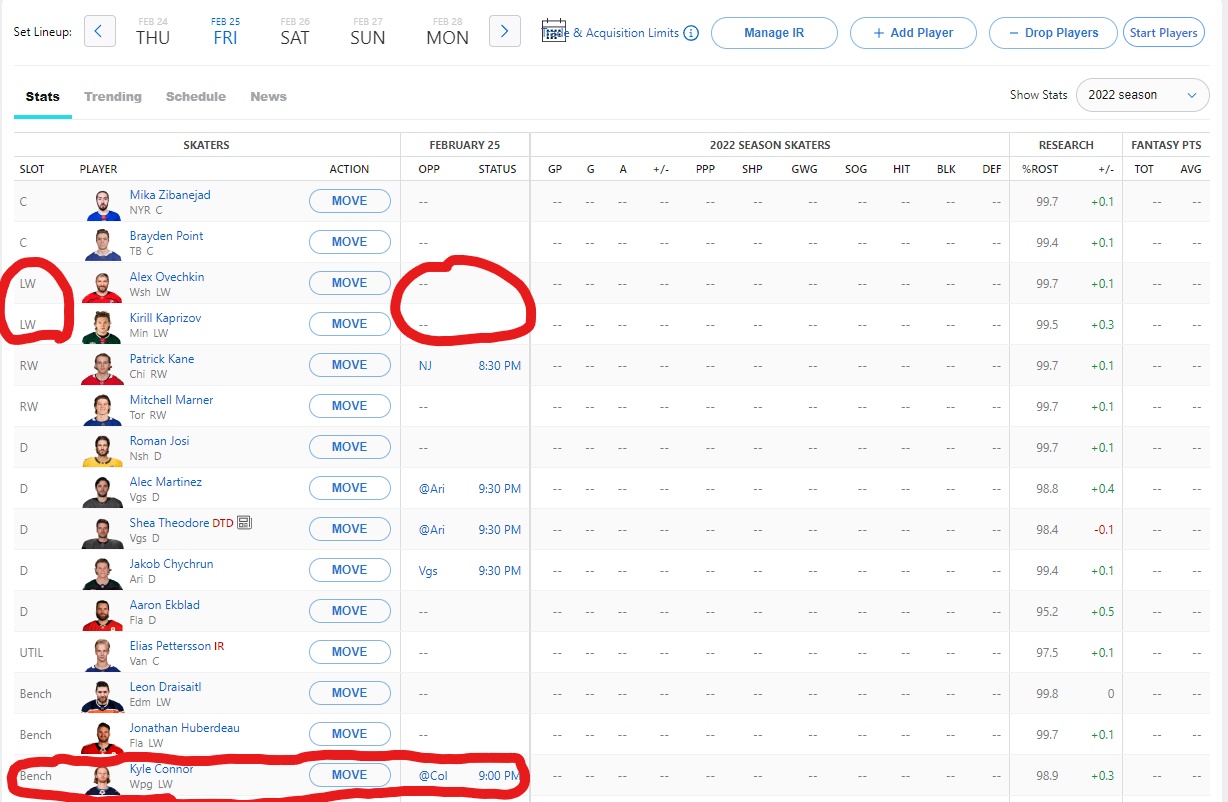 Set Lineup: FEB 24 THU FEB 25 FRI FEB 26 SAT FEB 27 SUN FEB 28 MON & Acquisition Limits Manage IR + Add Player – Drop Players Start Players
Stats Trending Schedule News Show Stats 2022 season
SKATERS FEBRUARY 25 2022 SEASON SKATERS RESEARCH FANTASY PTS
SLOT PLAYER ACTION OPP STATUS GP G A +/- PPP SHP GWG SOG HIT BLK DEF %ROST +/- TOT AVG
C Mika Zibanejad MOVE -- -- -- -- -- -- -- -- -- -- -- -- 99.7 +0.1 -- --
NYR C
C Brayden Point MOVE -- -- -- -- -- -- -- -- -- -- -- -- 99.4 +0.1 -- --
TB C
LW Alex Ovechkin MOVE -- -- -- -- -- -- -- -- -- -- -- -- 99.7 +0.1 -- --
Wsh LW
LW Kirill Kaprizov MOVE -- -- -- -- -- -- -- -- -- -- -- -- 99.5 +0.3 -- --
Min LW
RW Patrick Kane MOVE NJ 8:30 PM -- -- -- -- -- -- -- -- -- -- -- 99.7 +0.1 -- --
Chi RW
RW Mitchell Marner MOVE -- -- -- -- -- -- -- -- -- -- -- -- 99.7 +0.1 -- --
Tor RW
D Roman Josi MOVE -- -- -- -- -- -- -- -- -- -- -- -- 99.7 +0.1 -- --
Nsh D
D Alec Martinez MOVE @Ari 9:30 PM -- -- -- -- -- -- -- -- -- -- -- 98.8 +0.4 -- --
Vgs D
D Shea Theodore DTD MOVE @Ari 9:30 PM -- -- -- -- -- -- -- -- -- -- -- 98.4 -0.1 -- --
Vgs D
D Jakob Chychrun MOVE Vgs 9:30 PM -- -- -- -- -- -- -- -- -- -- -- 99.4 +0.1 -- --
Ari D
D Aaron Ekblad MOVE -- -- -- -- -- -- -- -- -- -- -- -- 95.2 +0.5 -- --
Fla D
UTIL Elias Pettersson IR MOVE -- -- -- -- -- -- -- -- -- -- -- -- 97.5 +0.1 -- --
Van C
Bench Leon Draisaitl MOVE -- -- -- -- -- -- -- -- -- -- -- -- 99.8 0 -- --
Edm LW
Bench Jonathan Huberdeau MOVE -- -- -- -- -- -- -- -- -- -- -- -- 99.7 +0.1 -- --
Fla LW
Bench Kyle Connor MOVE @Col 9:00 PM -- -- -- -- -- -- -- -- -- -- -- 98.9 +0.3 -- --
Wpg LW